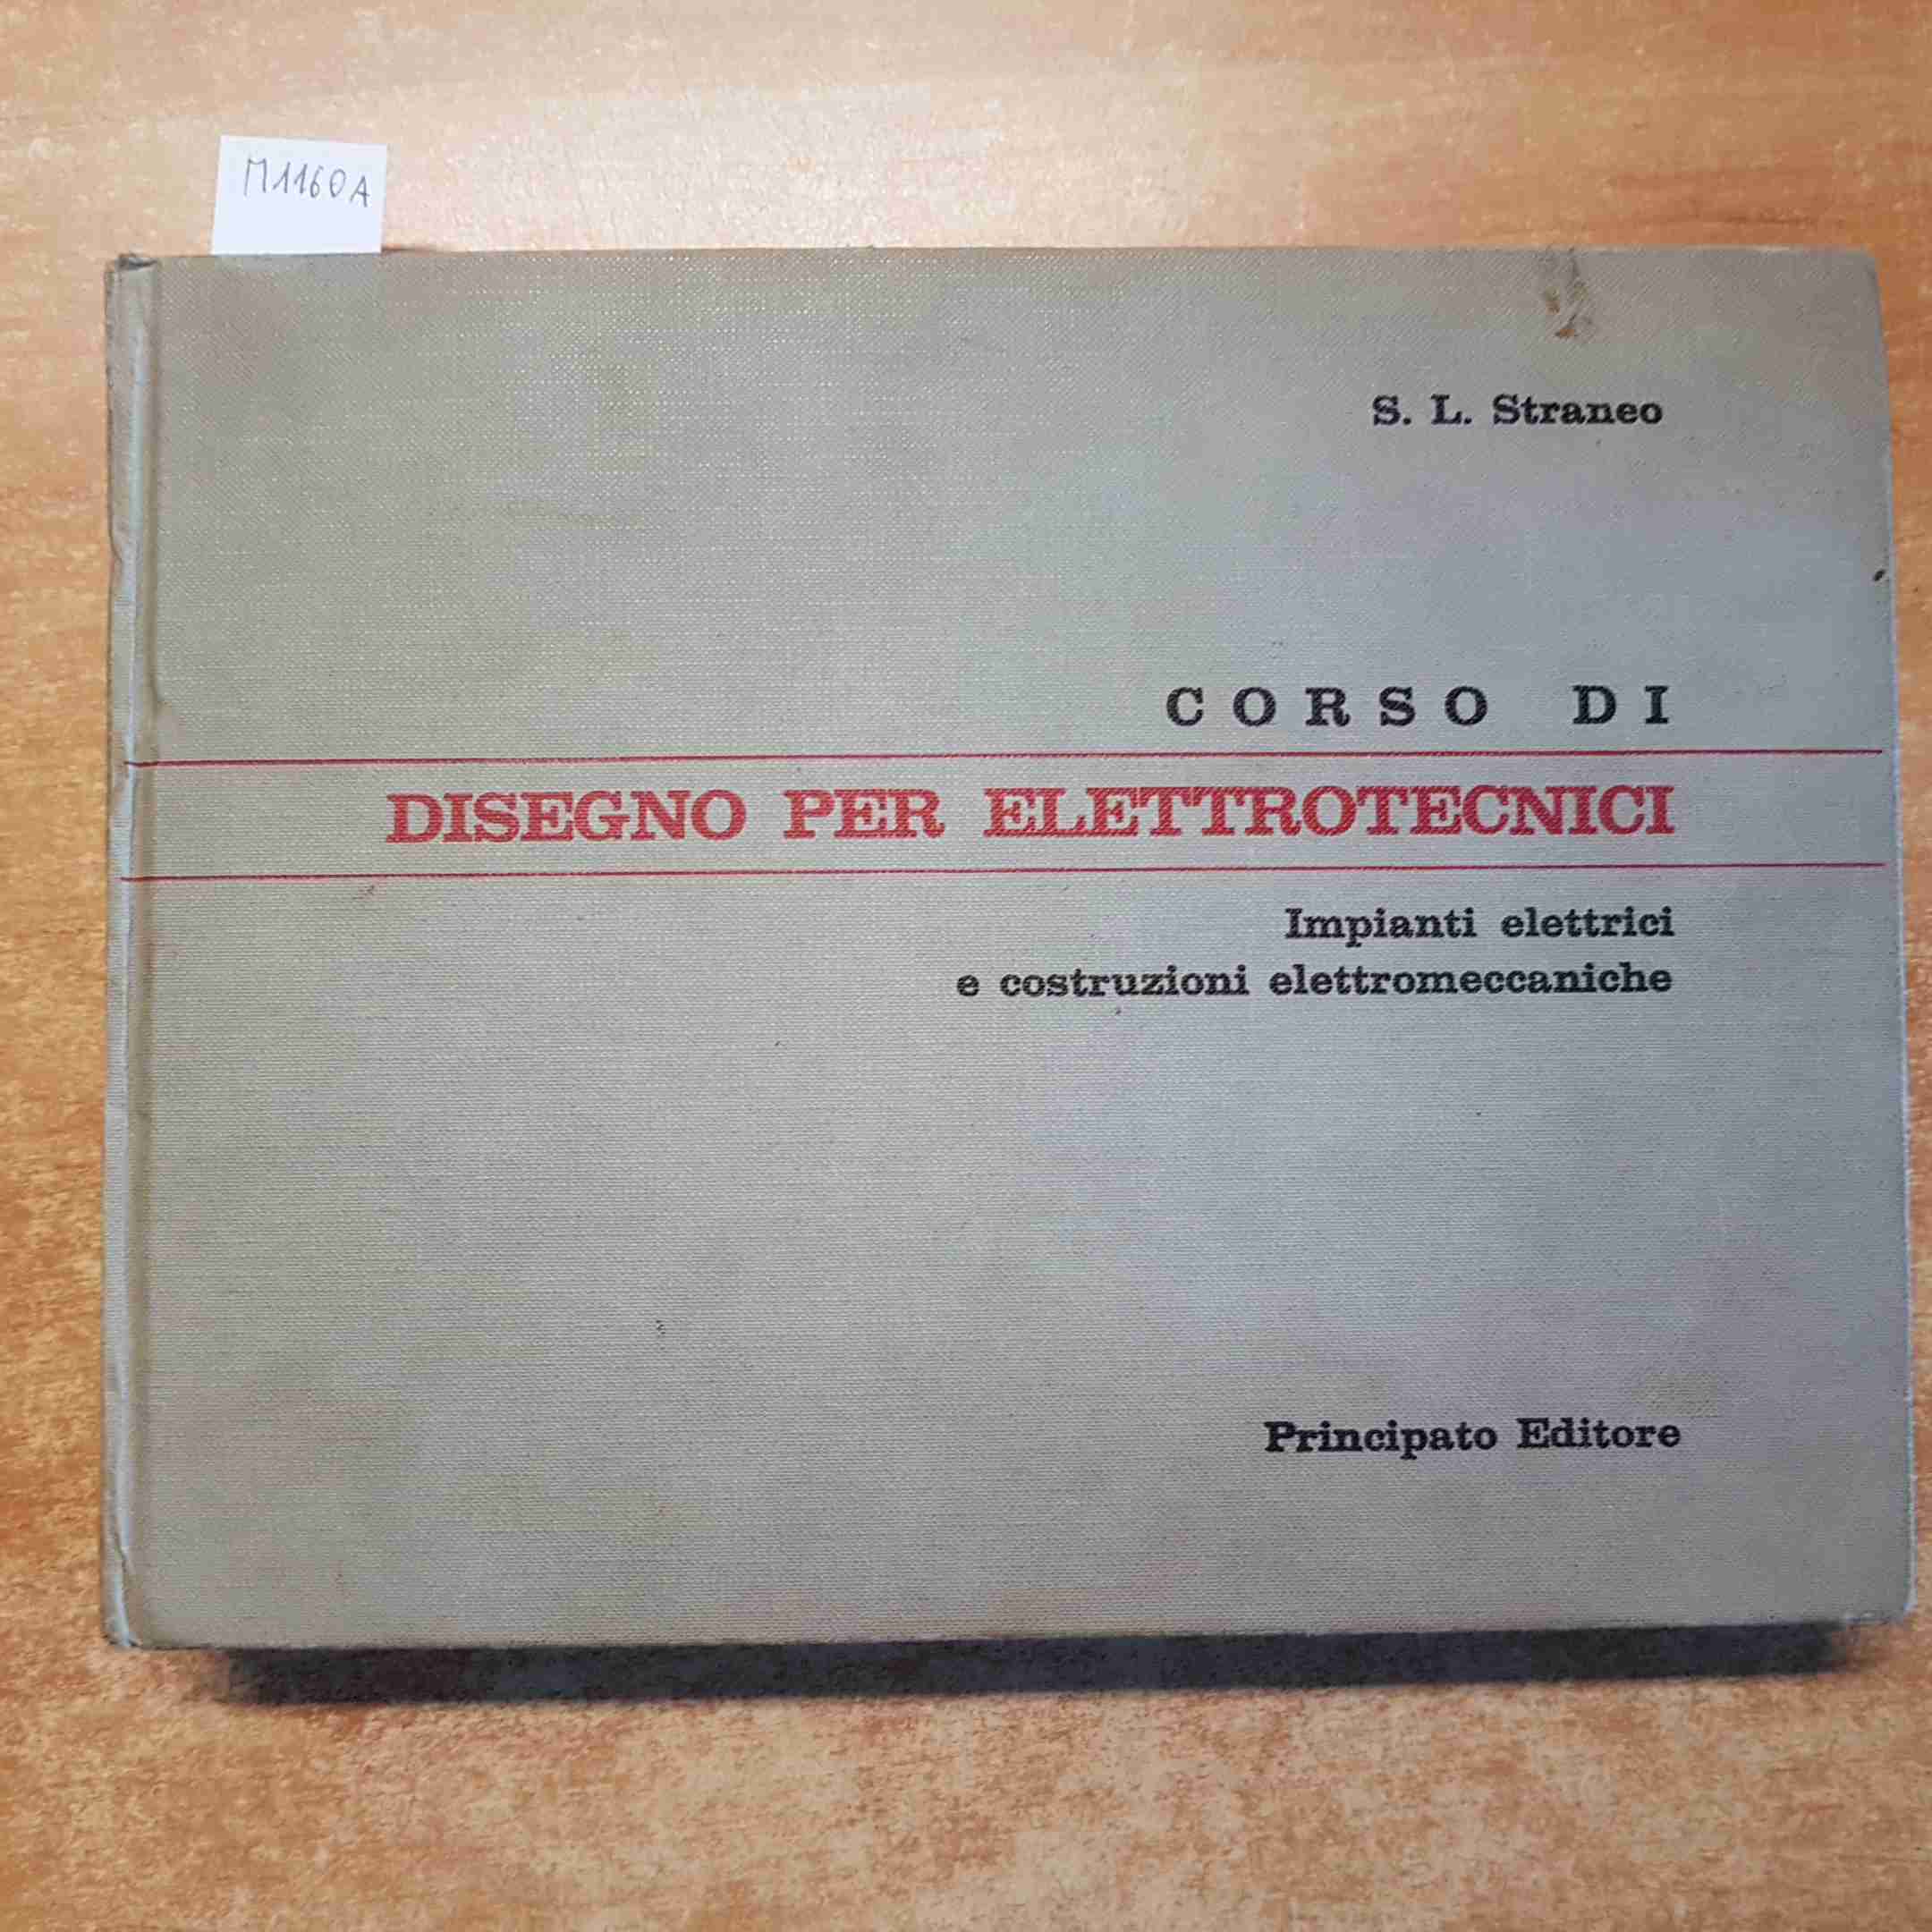 M1160A
S. L. Straneo
CORSO DI
DISEGNO PER ELETTROTECNICI
Impianti elettrici
e costruzioni elettromeccaniche
Principato Editore